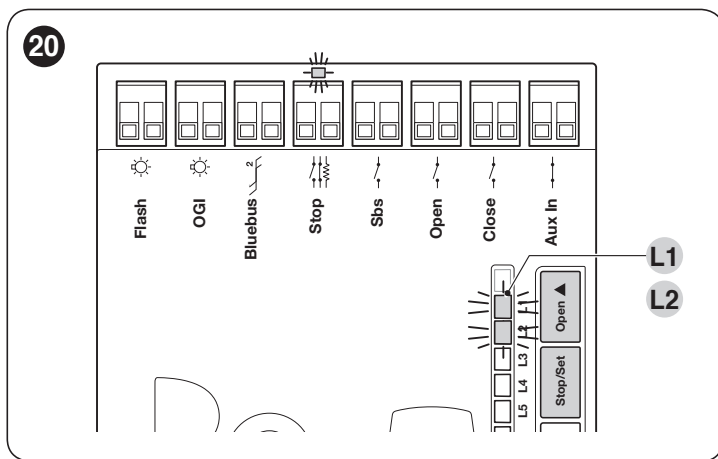 20
Flash
OGI
Bluebus
2
Stop
Sbs
Open
Close
Aux In
L1
L2
L1
L2
L3
L4
L5
Open ▲
Stop/Set